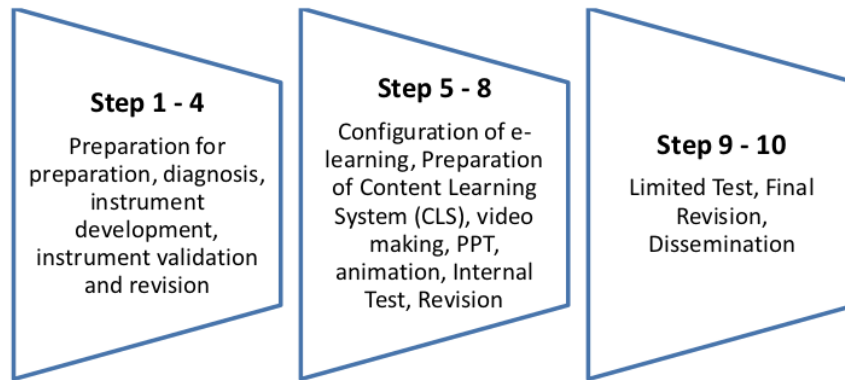 Step 1 - 4
Preparation for
preparation, diagnosis,
instrument
development,
instrument validation
and revision
Step 5 - 8
Configuration of e-
learning, Preparation
of Content Learning
System (CLS), video
making, PPT,
animation, Internal
Test, Revision
Step 9 - 10
Limited Test, Final
Revision,
Dissemination